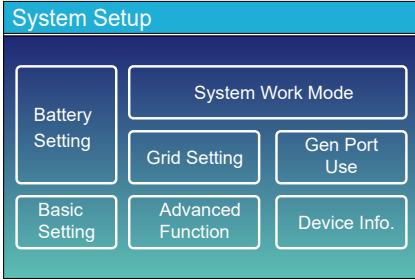 System Setup
Battery
Setting
System Work Mode
Grid Setting
Gen Port
Use
Basic
Setting
Advanced
Function
Device Info.